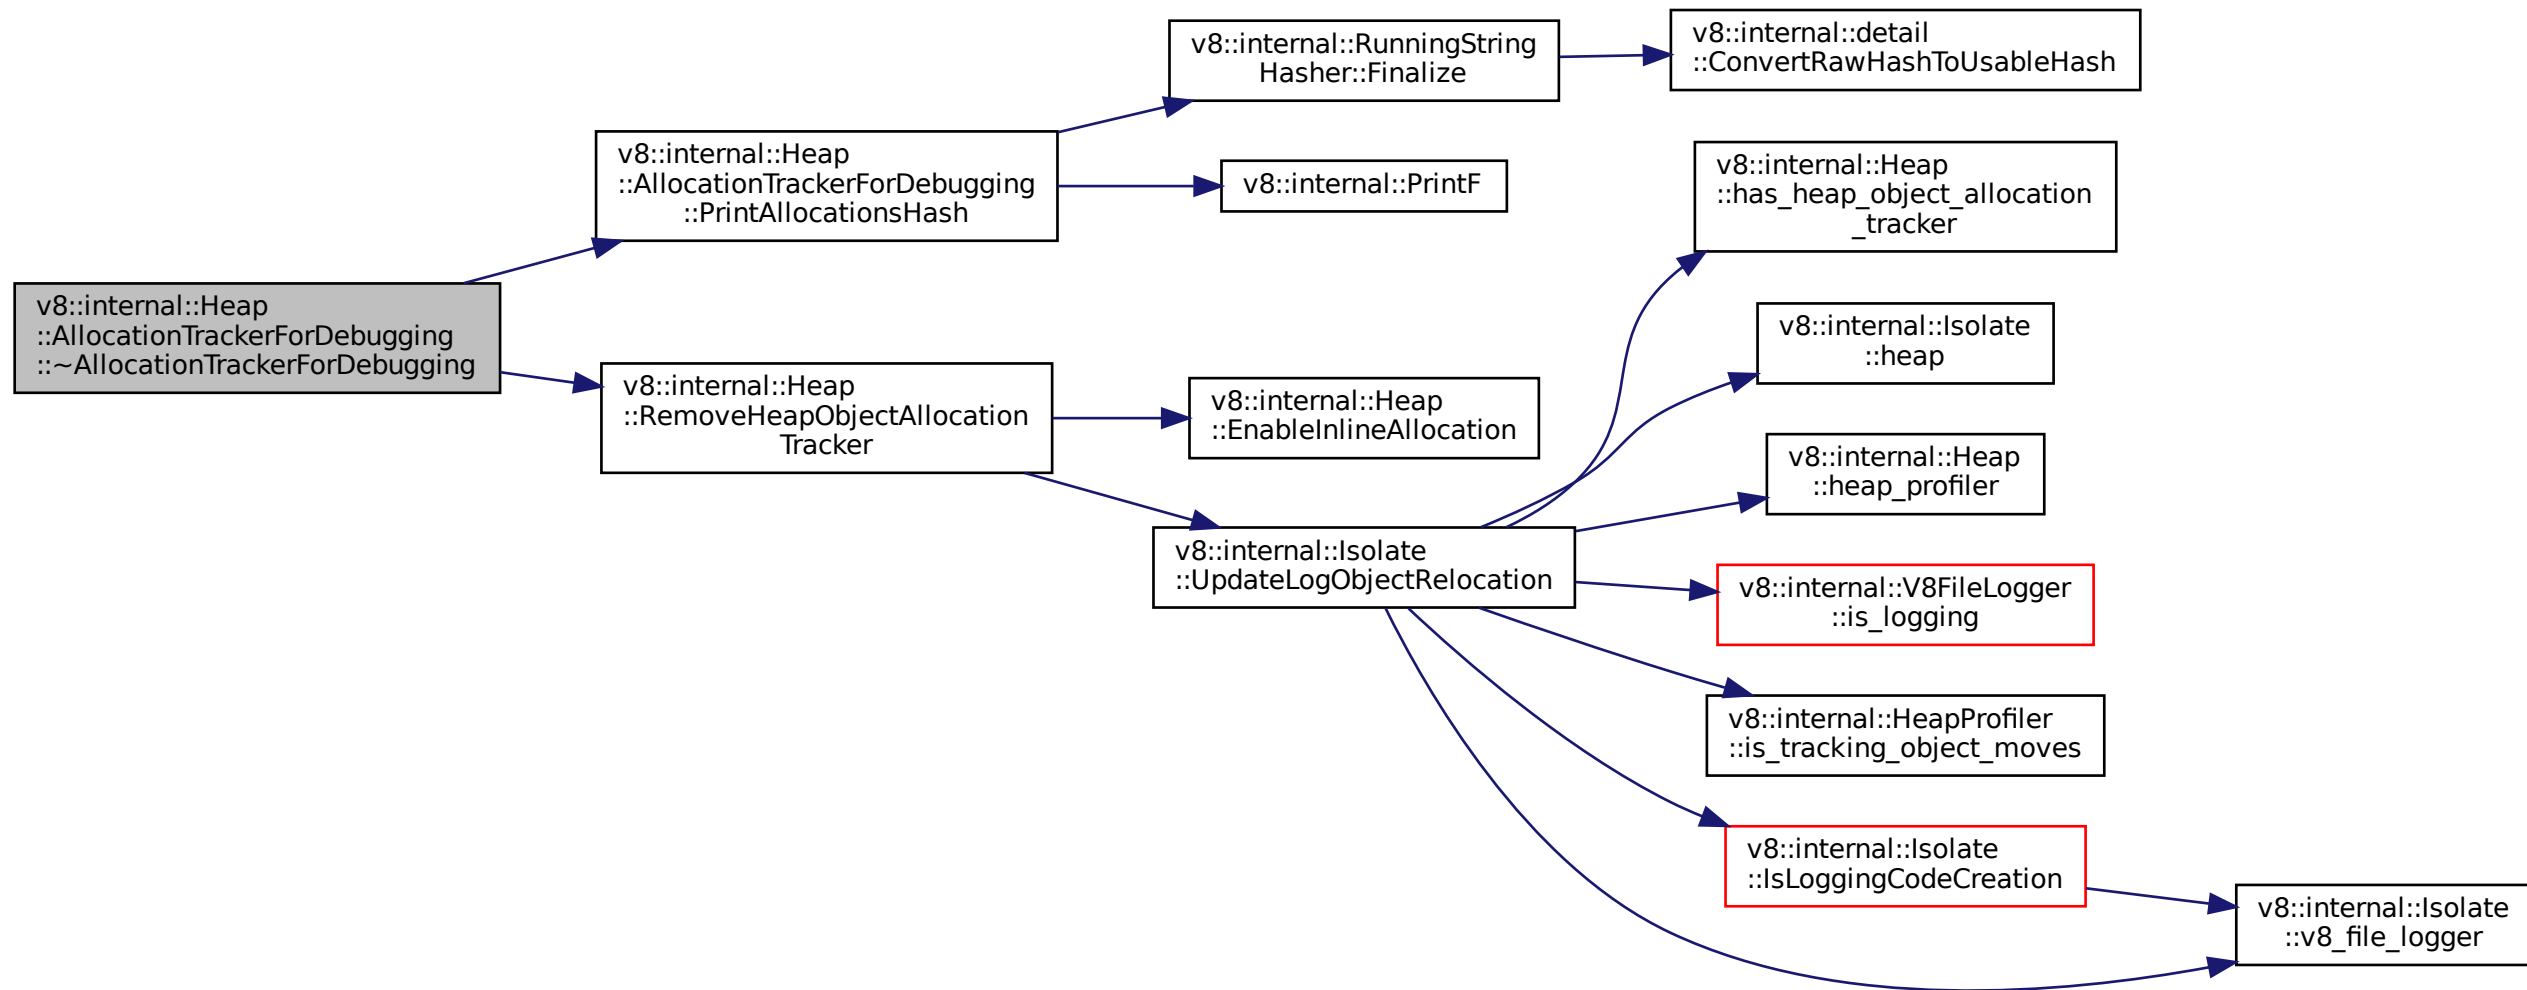 v8::internal::Heap
::AllocationTrackerForDebugging
::~AllocationTrackerForDebugging
v8::internal::Heap
::AllocationTrackerForDebugging
::PrintAllocationsHash
v8::internal::RunningString
Hasher::Finalize
v8::internal::detail
::ConvertRawHashToUsableHash
v8::internal::PrintF
v8::internal::Heap
::RemoveHeapObjectAllocation
Tracker
v8::internal::Heap
::EnableInlineAllocation
v8::internal::Isolate
::UpdateLogObjectRelocation
v8::internal::Heap
::has_heap_object_allocation
_tracker
v8::internal::Isolate
::heap
v8::internal::Heap
::heap_profiler
v8::internal::V8FileLogger
::is_logging
v8::internal::HeapProfiler
::is_tracking_object_moves
v8::internal::Isolate
::IsLoggingCodeCreation
v8::internal::Isolate
::v8_file_logger